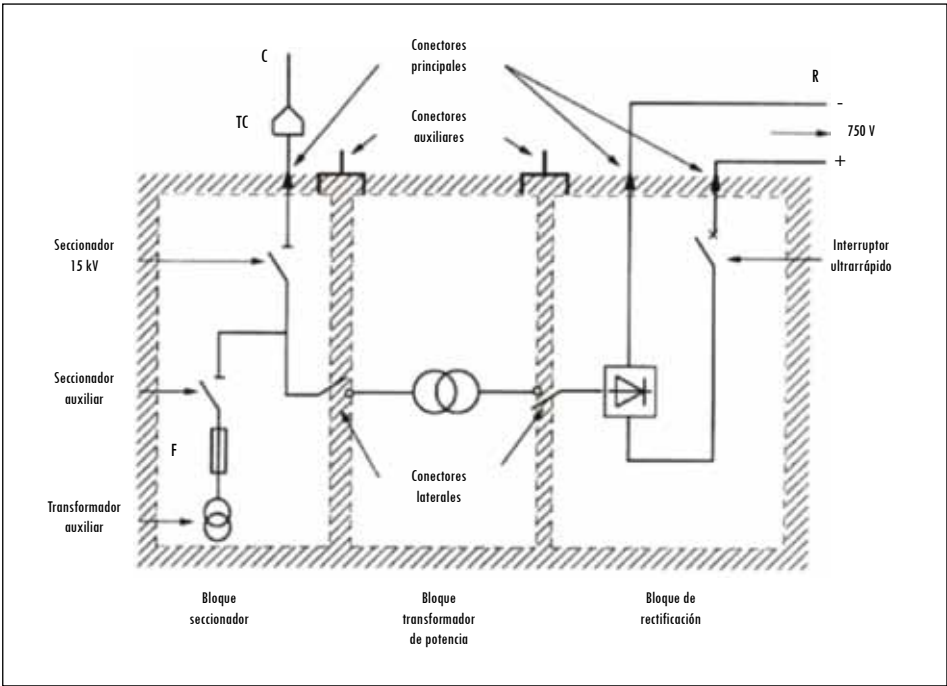 C
Conectores
principales
R
-
TC
Conectores
auxiliares
750 V
+
Seccionador
15 kV
Interruptor
ultrarrápido
Seccionador
auxiliar
F
Conectores
laterales
Transformador
auxiliar
Bloque
seccionador
Bloque
transformador
de potencia
Bloque de
rectificación